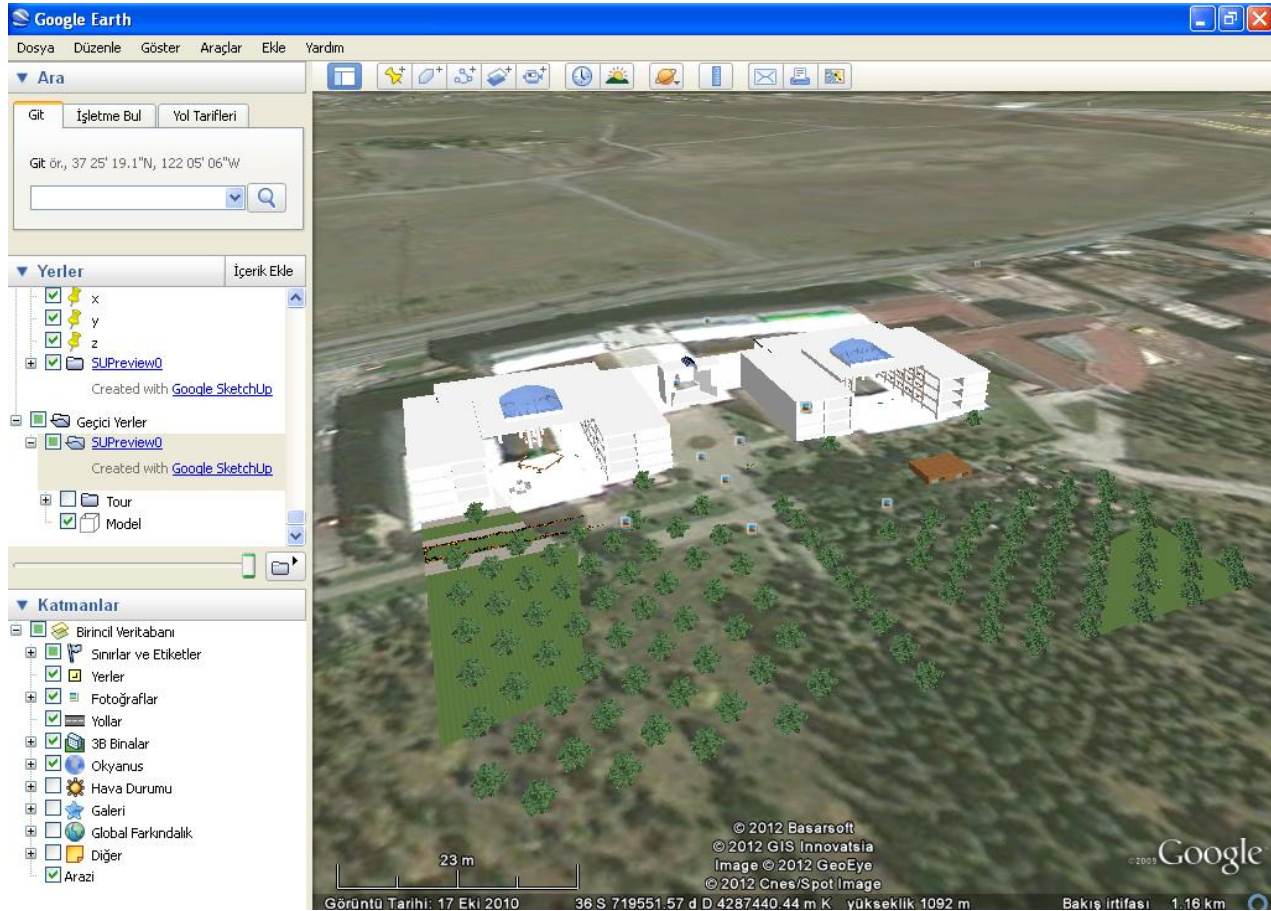 Google Earth
Dosya Düzenle Göster Araçlar Ekle Yardım
Ara
Git İşletme Bul Yol Tarifleri
Git ör., 37 25' 19.1"N, 122 05' 06"W
Yerler İçerik Ekle
x
y
z
SUPreview0
Created with Google SketchUp
Geçici Yerler
SUPreview0
Created with Google SketchUp
Tour
Model
Katmanlar
Birincil Veritabanı
Sınırlar ve Etiketler
Yerler
Fotoğraflar
Yollar
3B Binalar
Okyanus
Hava Durumu
Galeri
Global Farkındalık
Diğer
Arazi
© 2012 Basarsoft
© 2012 GIS Innovatsia
Image © 2012 GeoEye
© 2012 Cnes/Spot Image
23 m
©2009 Google
Görüntü Tarihi: 17 Eki 2010 36 S 719551.57 d D 4287440.44 m K yükseklik 1092 m Bakış irtifası 1.16 km